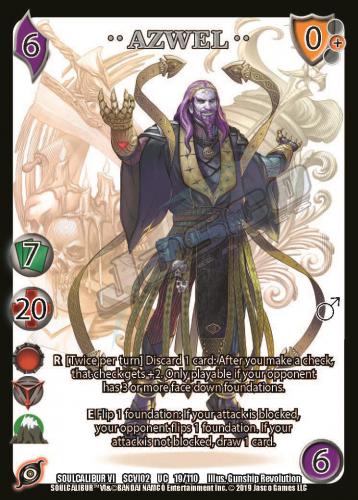 6
·· AZWEL ··
0
+
7
20
R [Twice per turn] Discard 1 card: After you make a check,
that check gets +2. Only playable if your opponent
has 3 or more face down foundations.
E Flip 1 foundation: If your attack is blocked,
your opponent flips 1 foundation. If your
attack is not blocked, draw 1 card.
6
SOULCALIBUR VI SCVI02 UC 19/110 Illus. Gunship Revolution
SOULCALIBUR™ VI& © BANDAI NAMCO Entertainment Inc. © 2019 Jasco Games LLC